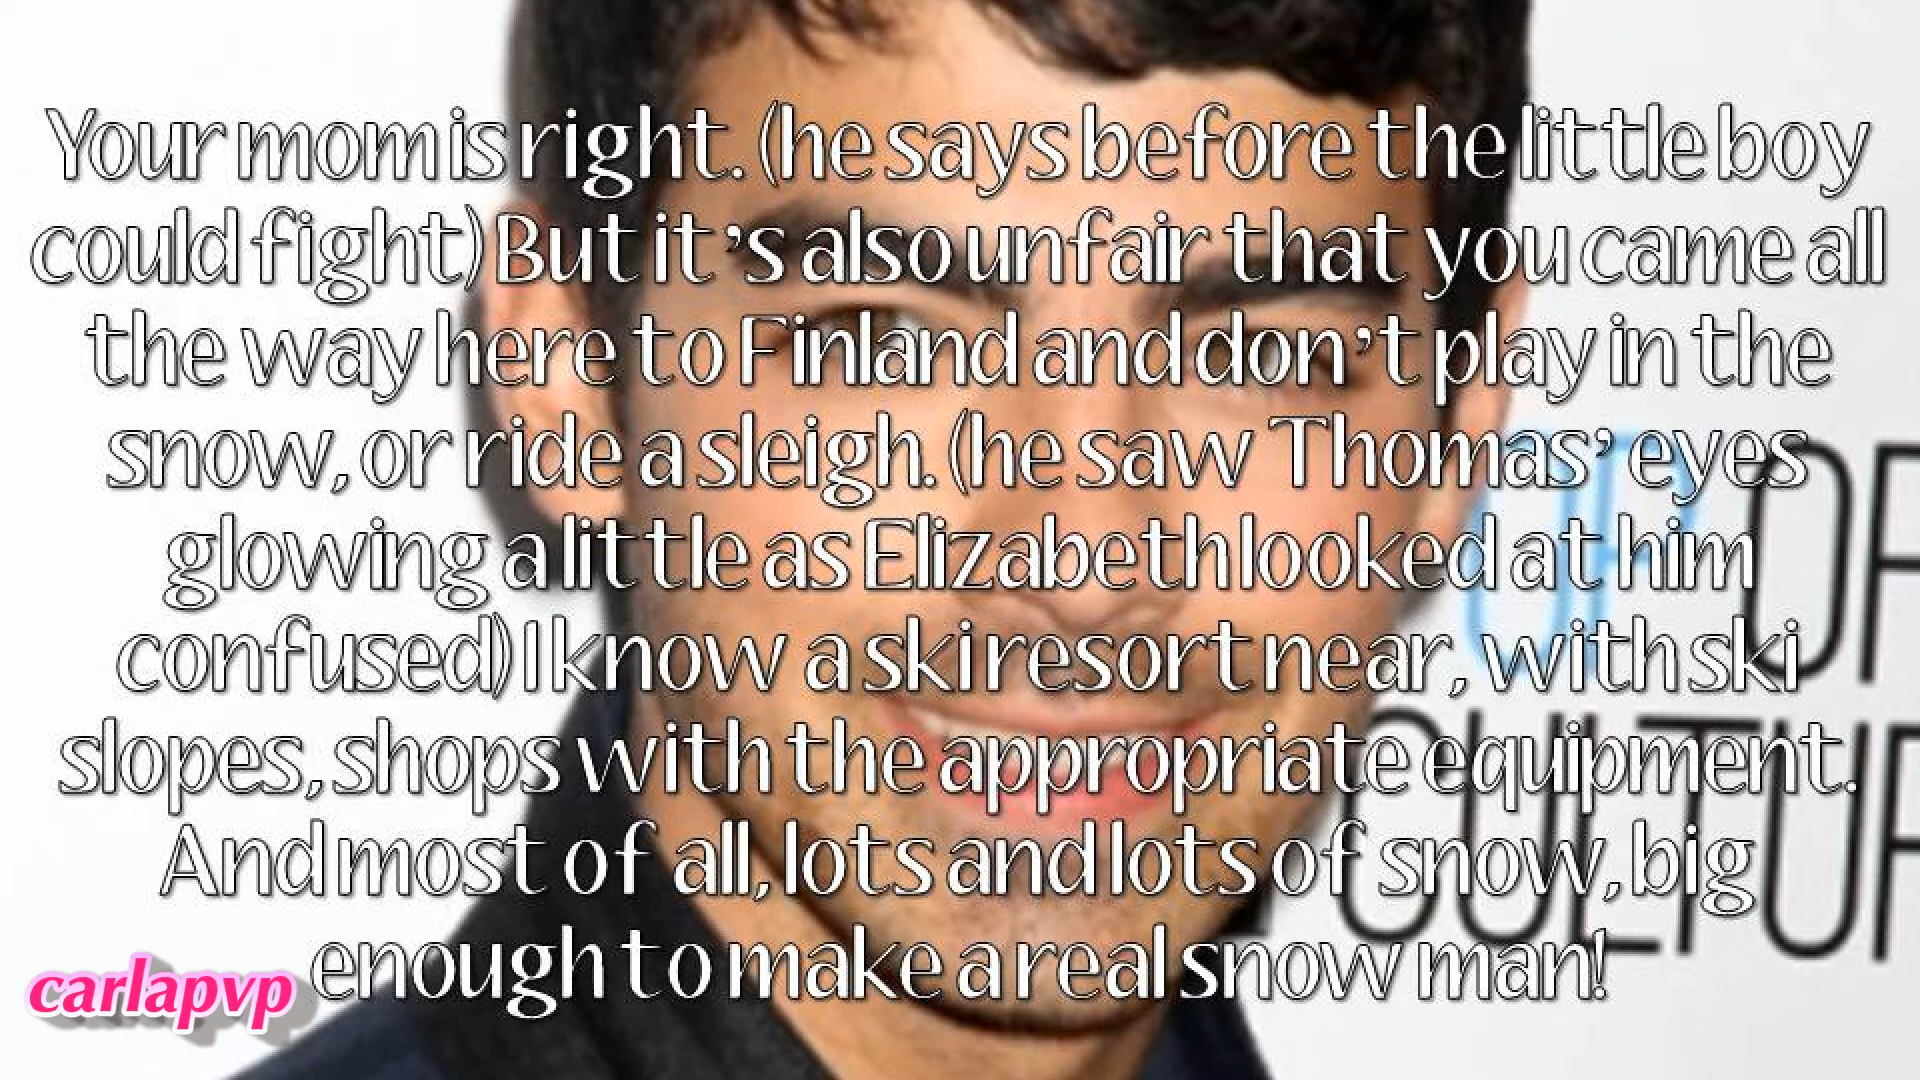 Your mom is right. (he says before the little boy
could fight) But it's also unfair that you came all
the way here to Finland and don't play in the
snow, or ride a sleigh. (he saw Thomas' eyes
glowing a little as Elizabeth looked at him
confused) I know a ski resort near, with ski
slopes, shops with the appropriate equipment.
And most of all, lots and lots of snow, big
enough to make a real snow man!
carlapvp
UP OF
CULTUR